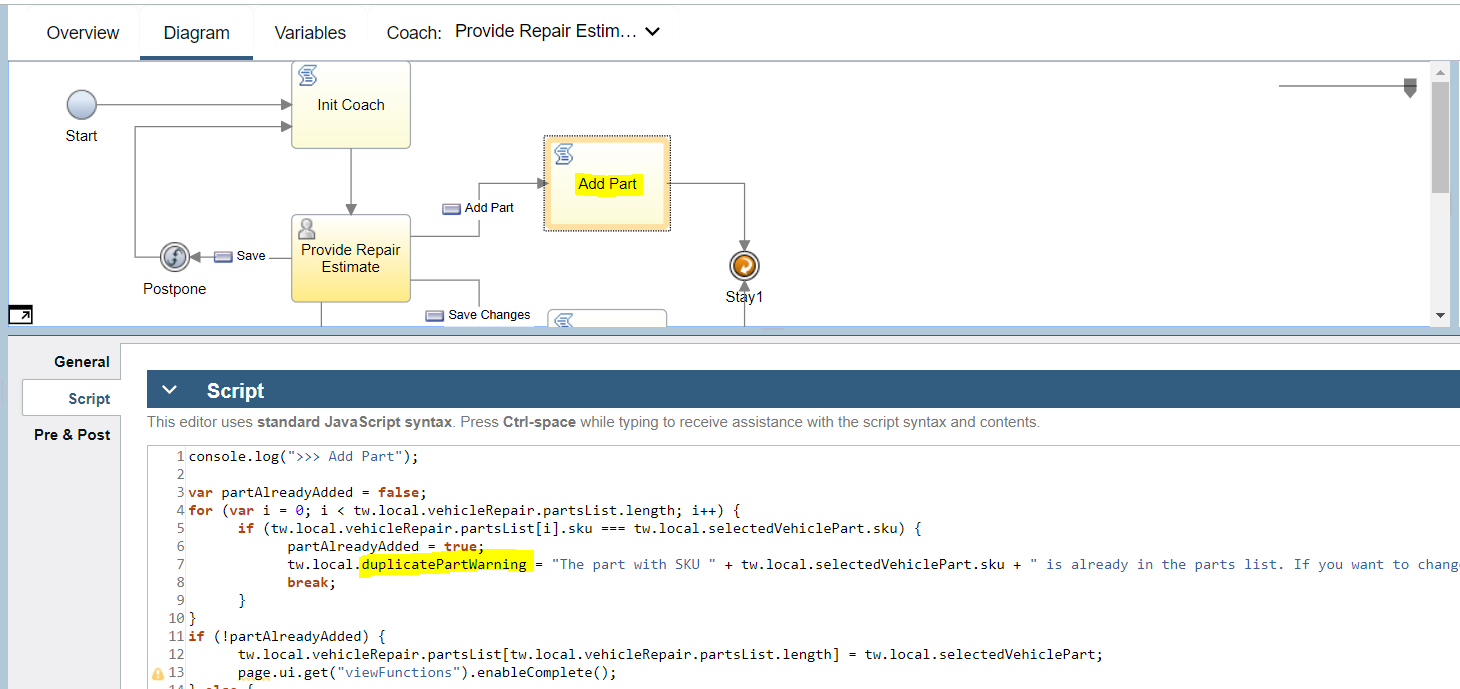 Overview Diagram Variables Coach: Provide Repair Estim...
Init Coach
Start
Add Part
Add Part
Provide Repair
Estimate
Save
Postpone
Stay1
Save Changes
General
Script
Pre & Post
Script
This editor uses standard JavaScript syntax. Press Ctrl-space while typing to receive assistance with the script syntax and contents.
1 console.log(">>> Add Part");
2
3 var partAlreadyAdded = false;
4 for (var i = 0; i < tw.local.vehicleRepair.partsList.length; i++) {
5 if (tw.local.vehicleRepair.partsList[i].sku === tw.local.selectedVehiclePart.sku) {
6 partAlreadyAdded = true;
7 tw.local.duplicatePartWarning = "The part with SKU " + tw.local.selectedVehiclePart.sku + " is already in the parts list. If you want to chang
8 break;
9 }
10 }
11 if (!partAlreadyAdded) {
12 tw.local.vehicleRepair.partsList[tw.local.vehicleRepair.partsList.length] = tw.local.selectedVehiclePart;
13 page.ui.get("viewFunctions").enableComplete();
14 } else {